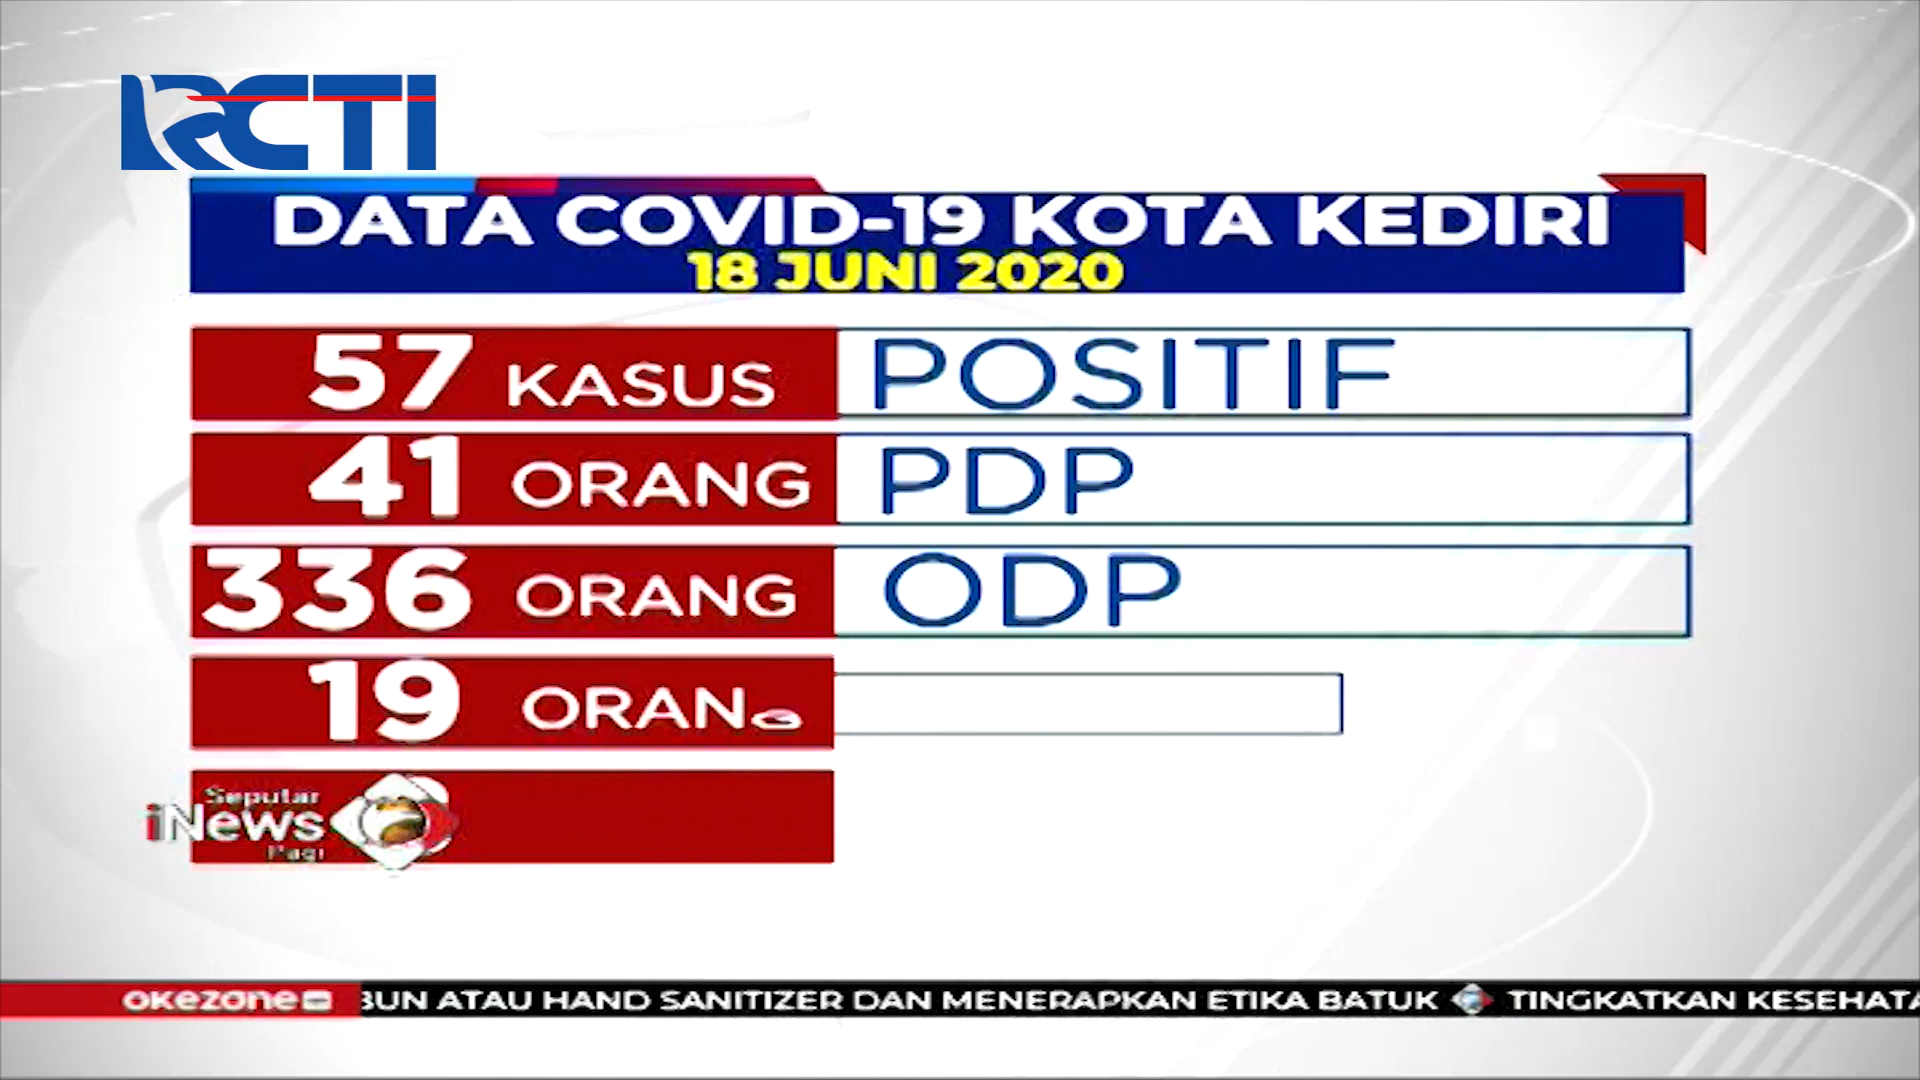 RCTI
DATA COVID-19 KOTA KEDIRI
18 JUNI 2020
57 KASUS POSITIF
41 ORANG PDP
336 ORANG ODP
19 ORAN
Seputar
iNews
Pagi
okezone BUN ATAU HAND SANITIZER DAN MENERAPKAN ETIKA BATUK TINGKATKAN KESEHATA